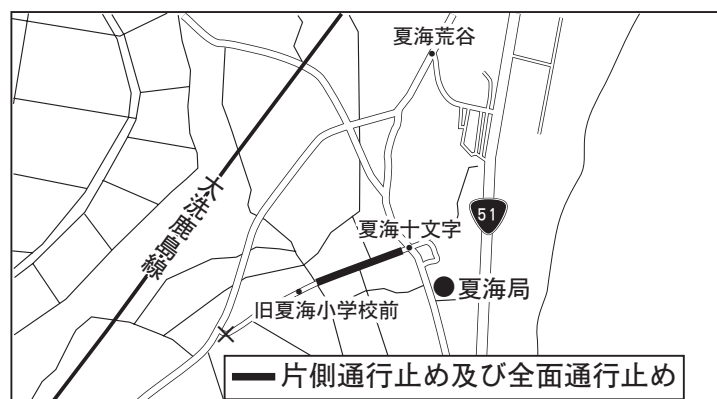 夏海荒谷
大洗鹿島線
51
夏海十文字
夏海局
旧夏海小学校前
片側通行止め及び全面通行止め